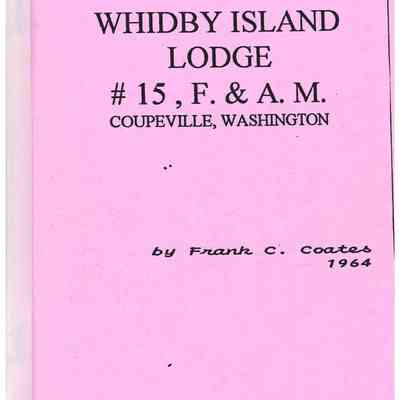 WHIDBY ISLAND
LODGE
# 15 , F. & A. M.
COUPEVILLE, WASHINGTON
by Frank C. Coates
1964